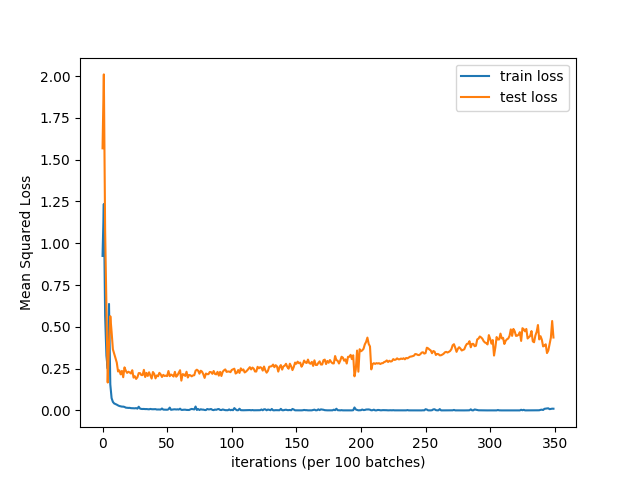 train loss
test loss
2.00
1.75
1.50
1.25
1.00
0.75
0.50
0.25
0.00
Mean Squared Loss
0 50 100 150 200 250 300 350
iterations (per 100 batches)